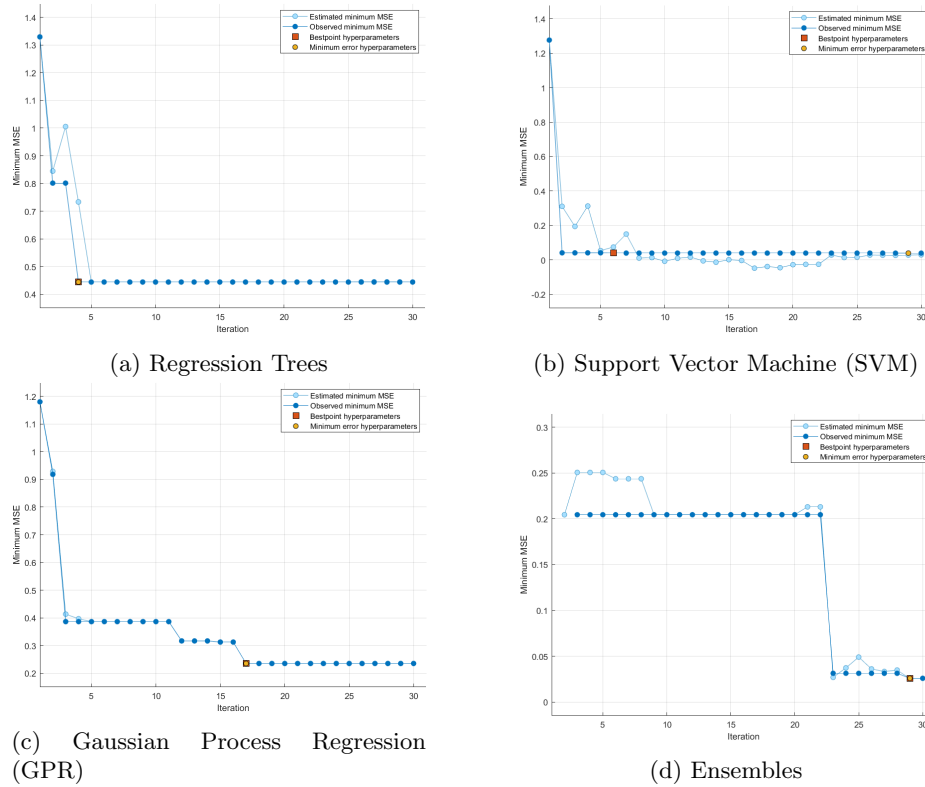 1.4
1.3
1.2
1.1
1
0.9
0.8
0.7
0.6
0.5
0.4
Minimum MSE
Estimated minimum MSE
Observed minimum MSE
Bestpoint hyperparameters
Minimum error hyperparameters
5 10 15 20 25 30
Iteration
(a) Regression Trees
1.4
1.2
1
0.8
0.6
0.4
0.2
0
-0.2
Minimum MSE
Estimated minimum MSE
Observed minimum MSE
Bestpoint hyperparameters
Minimum error hyperparameters
5 10 15 20 25 30
Iteration
(b) Support Vector Machine (SVM)
1.2
1.1
1
0.9
0.8
0.7
0.6
0.5
0.4
0.3
0.2
Minimum MSE
Estimated minimum MSE
Observed minimum MSE
Bestpoint hyperparameters
Minimum error hyperparameters
5 10 15 20 25 30
Iteration
(c) Gaussian Process Regression
(GPR)
0.3
0.25
0.2
0.15
0.1
0.05
0
Minimum MSE
Estimated minimum MSE
Observed minimum MSE
Bestpoint hyperparameters
Minimum error hyperparameters
5 10 15 20 25 30
Iteration
(d) Ensembles